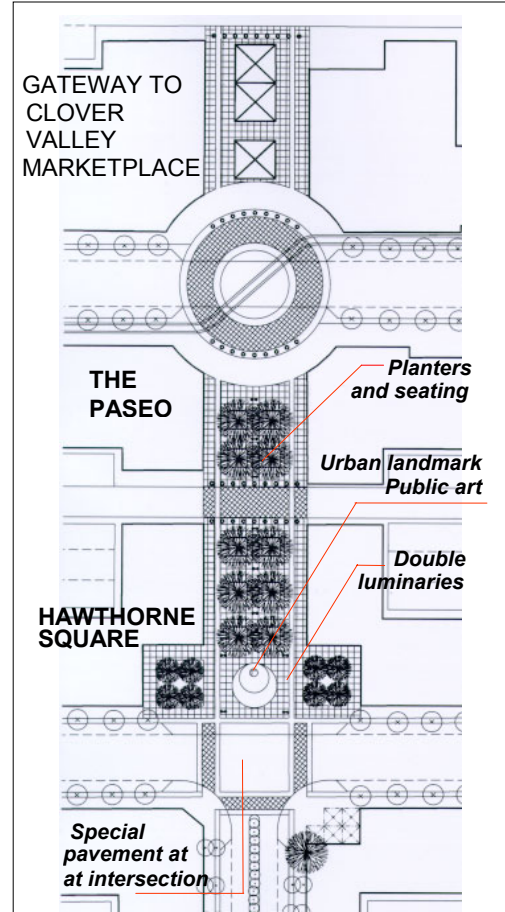 GATEWAY TO
CLOVER
VALLEY
MARKETPLACE
THE
PASEO
Planters
and seating
Urban landmark
Public art
Double
luminaries
HAWTHORNE
SQUARE
Special
pavement at
at intersection